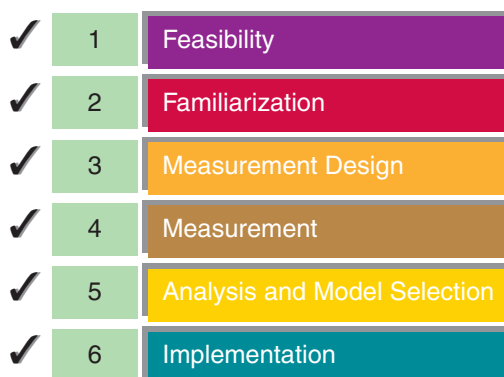 ✓ 1 Feasibility
✓ 2 Familiarization
✓ 3 Measurement Design
✓ 4 Measurement
✓ 5 Analysis and Model Selection
✓ 6 Implementation